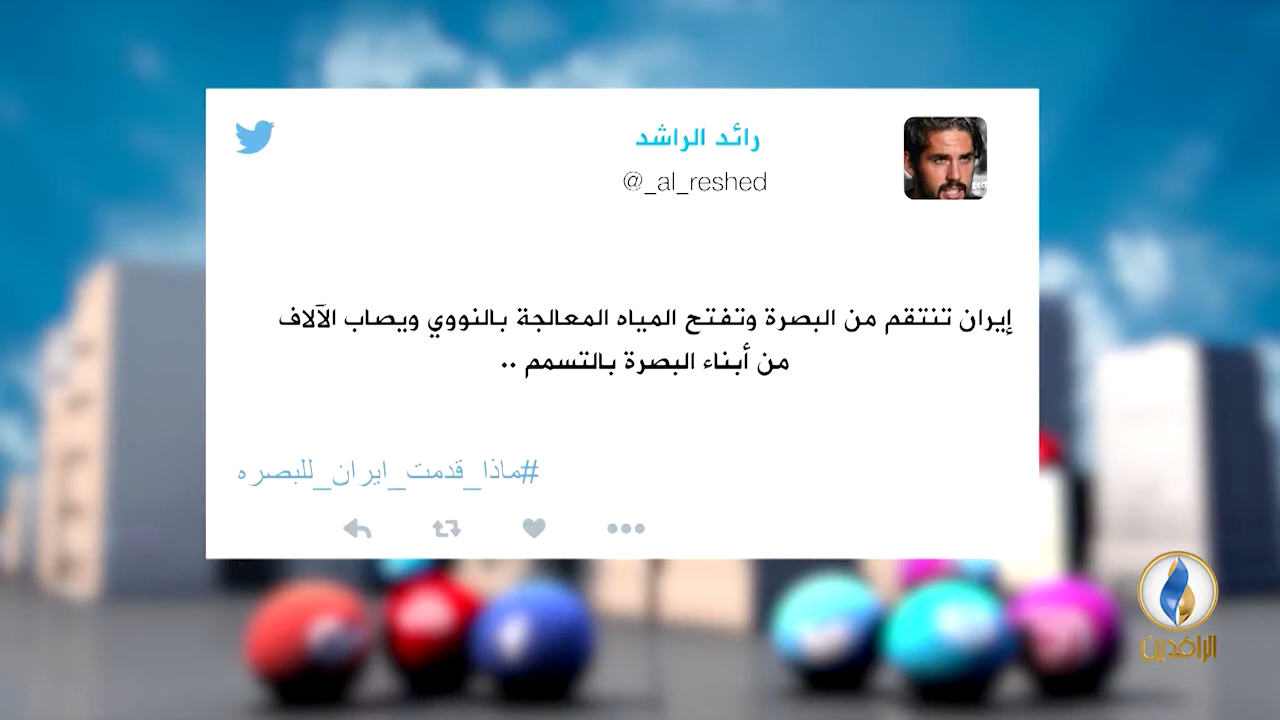 رائد الراشد
@_al_reshed
إيران تنتقم من البصرة وتفتح المياه المعالجة بالنووي ويصاب الآلاف
من أبناء البصرة بالتسمم ..
#ماذا_قدمت_ايران_للبصره
الرافدين